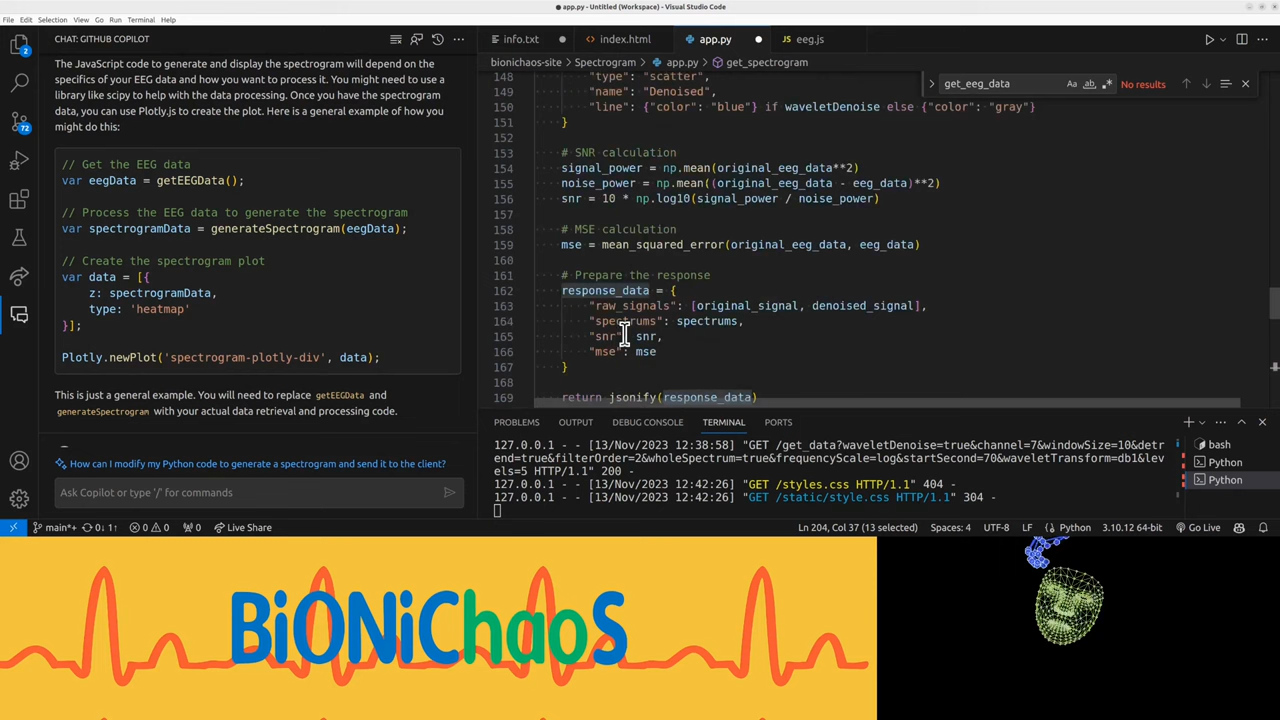 app.py - Untitled (Workspace) - Visual Studio Code
File Edit Selection View Go Run Terminal Help
CHAT: GITHUB COPILOT
The JavaScript code to generate and display the spectrogram will depend on the
specifics of your EEG data and how you want to process it. You might need to use a
library like scipy to help with the data processing. Once you have the spectrogram
data, you can use Plotly.js to create the plot. Here is a general example of how you
might do this:
// Get the EEG data
var eegData = getEEGData();
// Process the EEG data to generate the spectrogram
var spectrogramData = generateSpectrogram(eegData);
// Create the spectrogram plot
var data = [{
z: spectrogramData,
type: 'heatmap'
}];
Plotly.newPlot('spectrogram-plotly-div', data);
This is just a general example. You will need to replace getEEGData and
generateSpectrogram with your actual data retrieval and processing code.
How can I modify my Python code to generate a spectrogram and send it to the client?
Ask Copilot or type '/' for commands
2
72
info.txt index.html app.py eeg.js
bionichaos-site > Spectrogram > app.py > get_spectrogram
get_eeg_data Aa ab .* No results
148 "type": "scatter",
149 "name": "Denoised",
150 "line": {"color": "blue"} if waveletDenoise else {"color": "gray"}
151 }
152
153 # SNR calculation
154 signal_power = np.mean(original_eeg_data**2)
155 noise_power = np.mean((original_eeg_data - eeg_data)**2)
156 snr = 10 * np.log10(signal_power / noise_power)
157
158 # MSE calculation
159 mse = mean_squared_error(original_eeg_data, eeg_data)
160
161 # Prepare the response
162 response_data = {
163 "raw_signals": [original_signal, denoised_signal],
164 "spectrums": spectrums,
165 "snr": snr,
166 "mse": mse
167 }
168
169 return jsonify(response_data)
PROBLEMS OUTPUT DEBUG CONSOLE TERMINAL PORTS
127.0.0.1 - - [13/Nov/2023 12:38:58] "GET /get_data?waveletDenoise=true&channel=7&windowSize=10&detr
end=true&filterOrder=2&wholeSpectrum=true&frequencyScale=log&startSecond=70&waveletTransform=db1&lev
els=5 HTTP/1.1" 200 -
127.0.0.1 - - [13/Nov/2023 12:42:26] "GET /styles.css HTTP/1.1" 404 -
127.0.0.1 - - [13/Nov/2023 12:42:26] "GET /static/style.css HTTP/1.1" 304 -
bash
Python
Python
main*+ 0↓ 1↑ 0 0 0 Live Share Ln 204, Col 37 (13 selected) Spaces: 4 UTF-8 LF Python 3.10.12 64-bit Go Live
BiONiChaoS